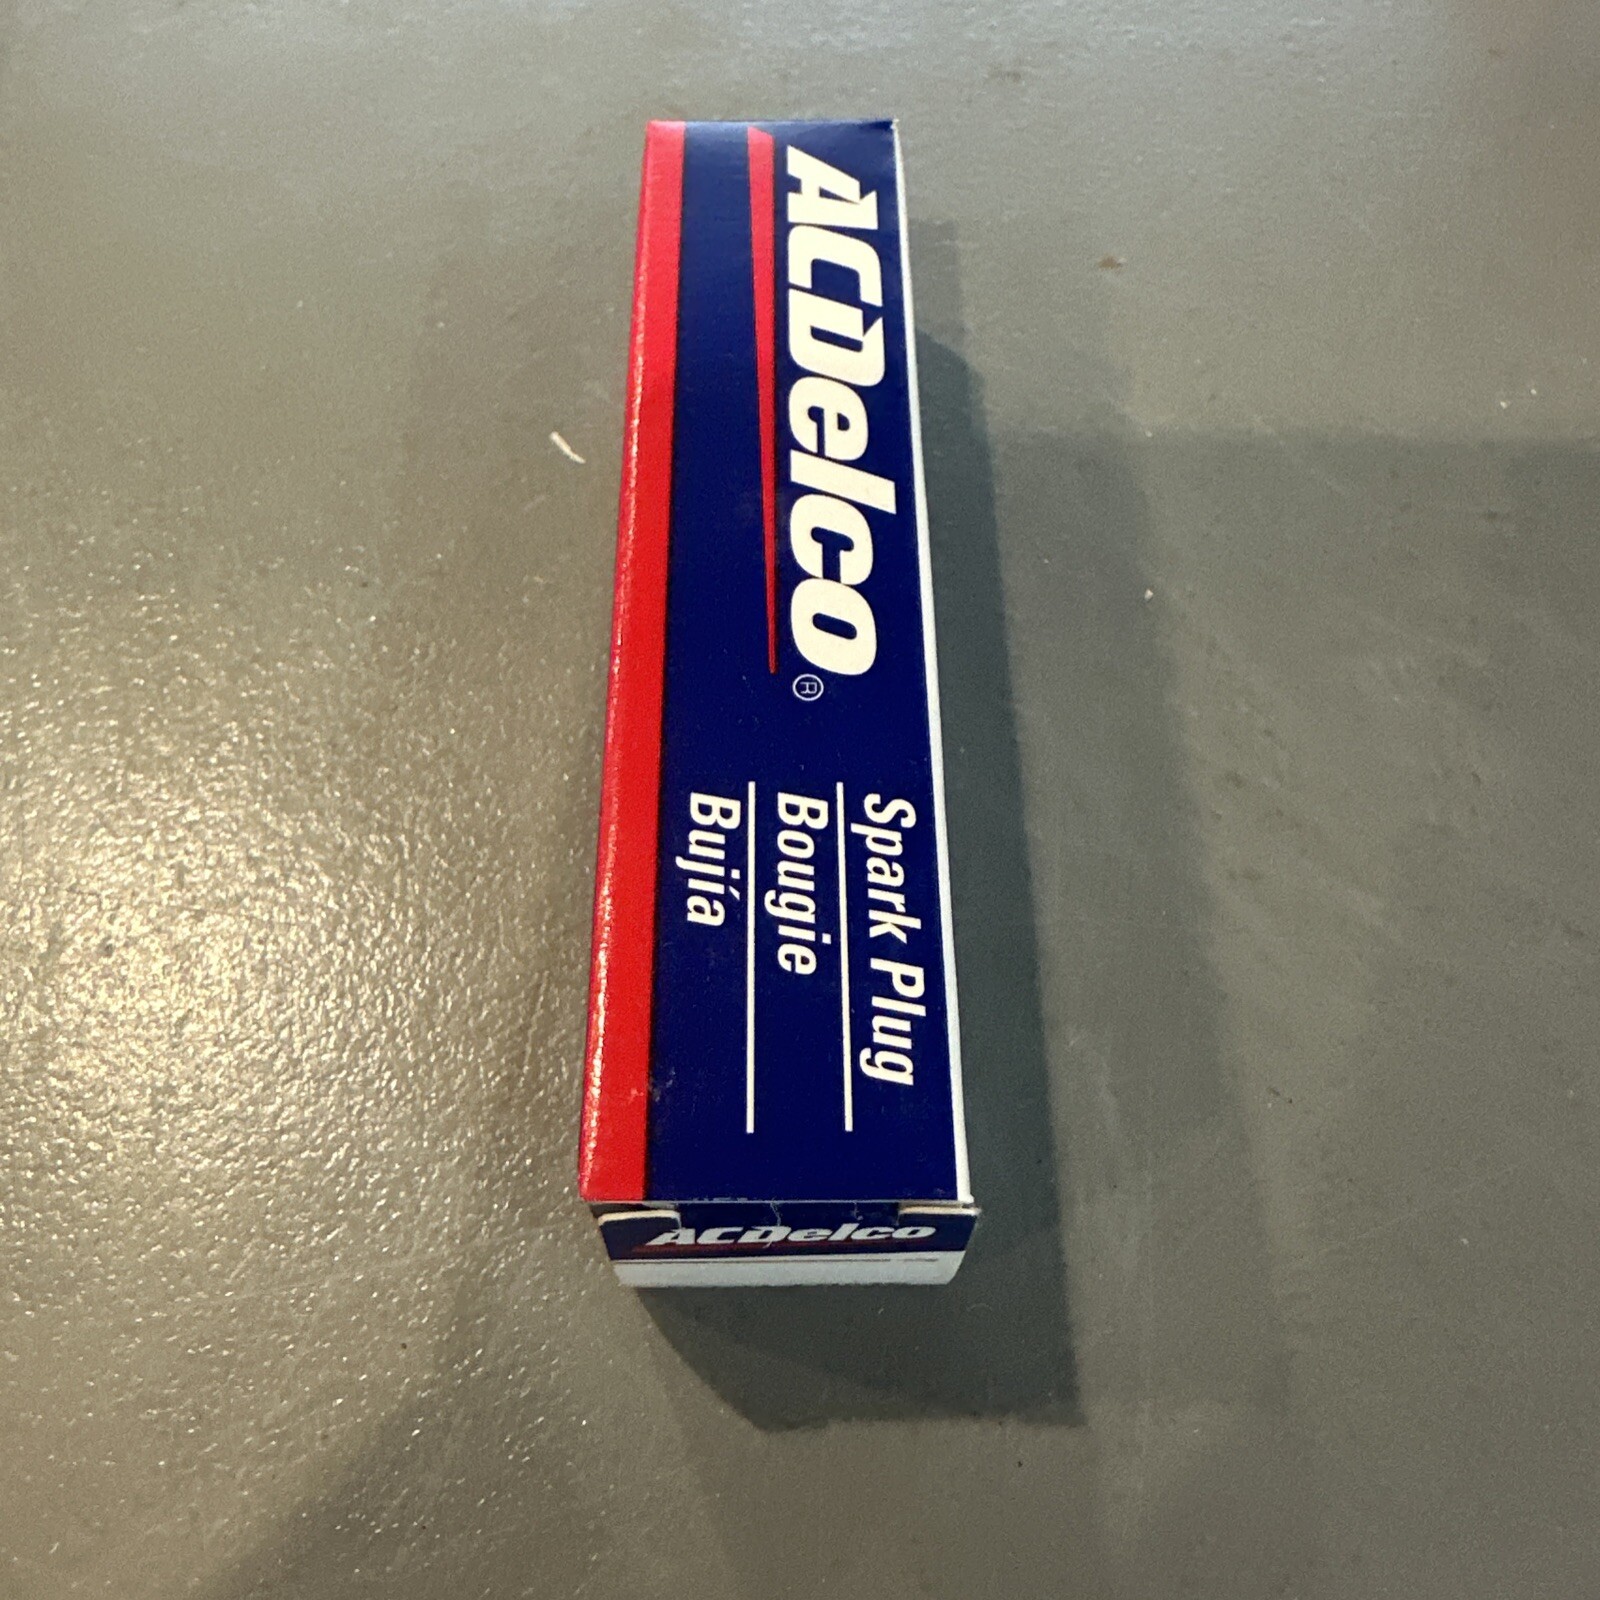 ACDelco®
Spark Plug
Bougie
Bujía
ACDelco